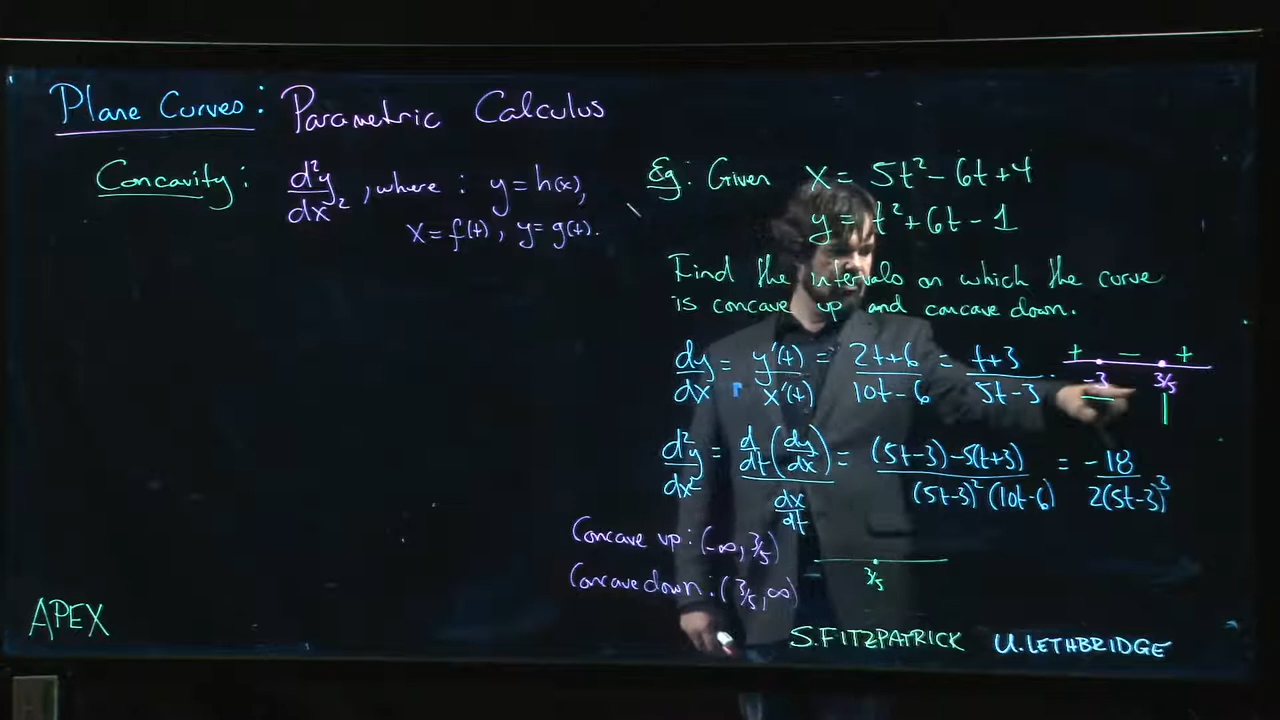 Plane Curves: Parametric Calculus
Concavity: d²y/dx², where: y=h(x),
x=f(t), y=g(t).
Eg: Given x = 5t²-6t+4
y = t²+6t-1
Find the intervals on which the curve
is concave up and concave down.
dy/dx = y'(t)/x'(t) = 2t+6/10t-6 = t+3/5t-3.
+ - +
-3 3/5
d²y/dx² = d/dt(dy/dx)/dx/dt = (5t-3)-5(t+3)/(5t-3)²(10t-6) = -18/2(5t-3)³
Concave up: (-∞, 3/5)
Concave down: (3/5, ∞)
3/5
APEX
S.FITZPATRICK U.LETHBRIDGE